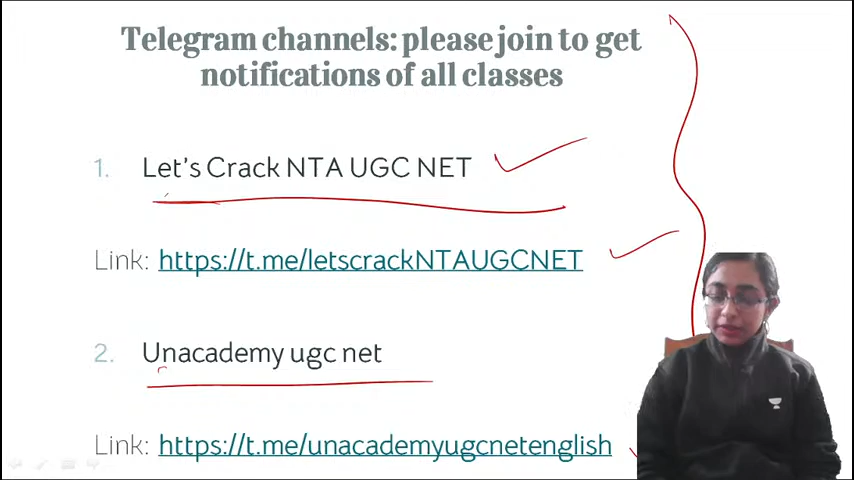 Telegram channels: please join to get
notifications of all classes
1. Let's Crack NTA UGC NET
Link: https://t.me/letscrackNTAUGCNET
2. Unacademy ugc net
Link: https://t.me/unacademyugcnetenglish